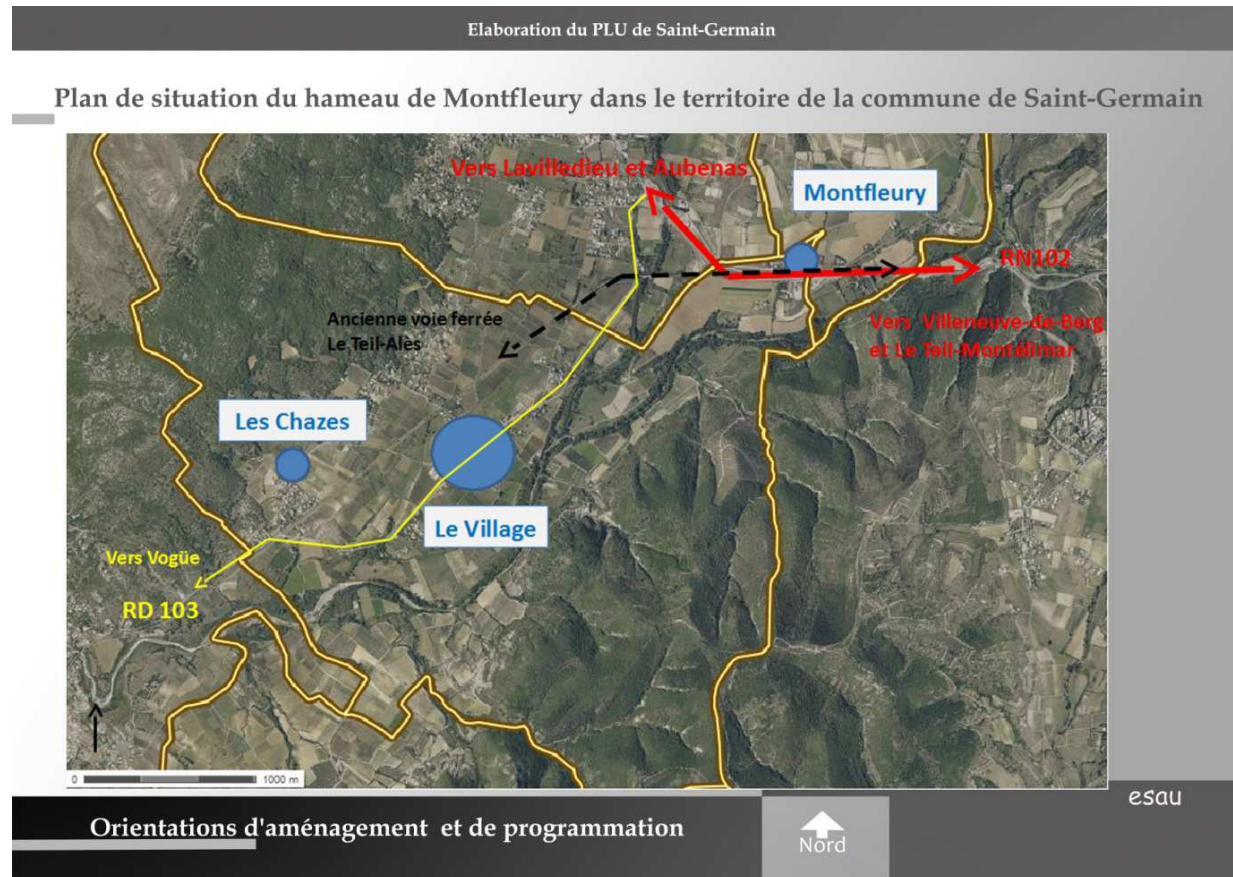 Elaboration du PLU de Saint-Germain
Plan de situation du hameau de Montfleury dans le territoire de la commune de Saint-Germain
Vers Lavilledieu et Aubenas
Montfleury
RN102
Ancienne voie ferrée
Le Teil-Alès
Vers Villeneuve-de-Berg
et Le Teil-Montélimar
Les Chazes
Le Village
Vers Vogüe
RD 103
0 1000 m
esau
Orientations d'aménagement et de programmation
Nord